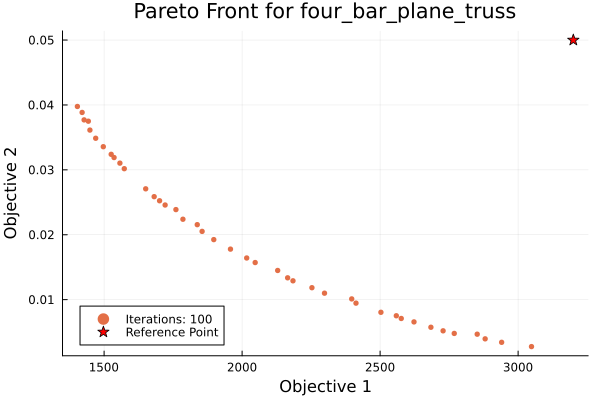 Pareto Front for four_bar_plane_truss
0.05
0.04
0.03
0.02
0.01
Objective 2
Iterations: 100
Reference Point
1500 2000 2500 3000
Objective 1